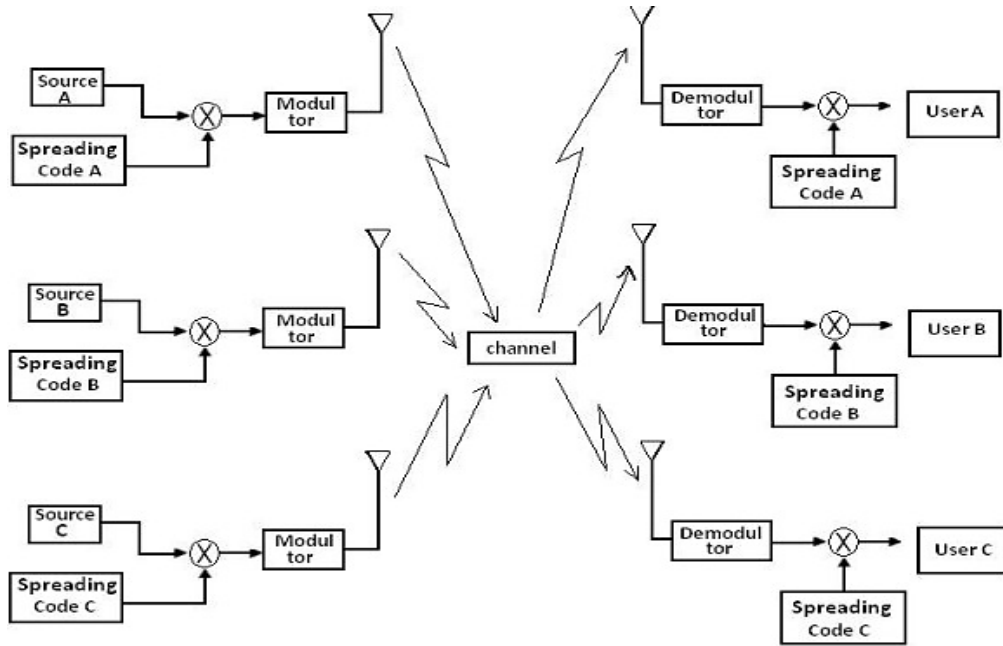 Source
A
Spreading
Code A
X
Modul
tor
Demodul
tor
X
User A
Spreading
Code A
Source
B
Spreading
Code B
X
Modul
tor
channel
Demodul
tor
X
User B
Spreading
Code B
Source
C
Spreading
Code C
X
Modul
tor
Demodul
tor
X
User C
Spreading
Code C